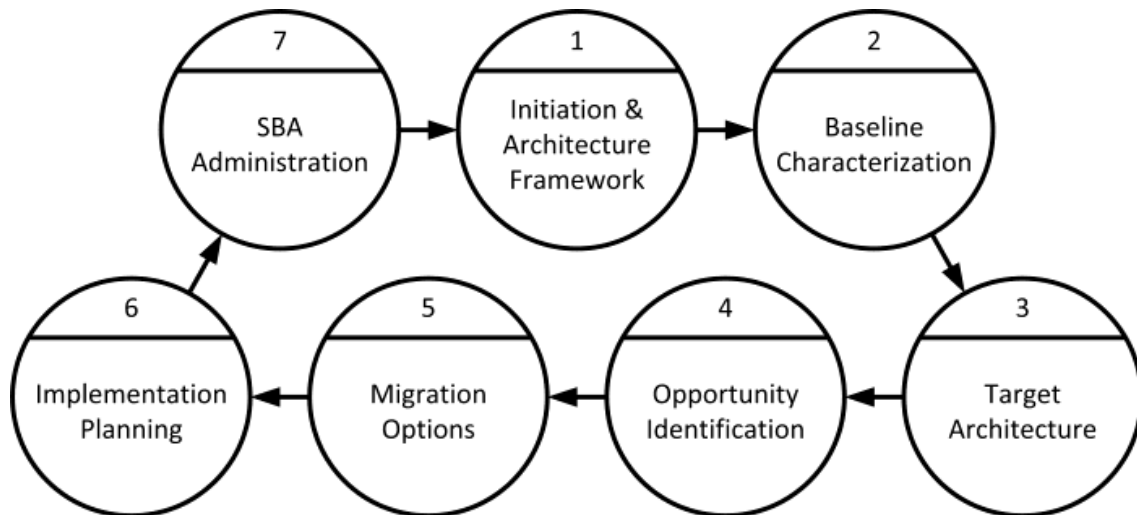 7
SBA
Administration
1
Initiation &
Architecture
Framework
2
Baseline
Characterization
6
Implementation
Planning
5
Migration
Options
4
Opportunity
Identification
3
Target
Architecture